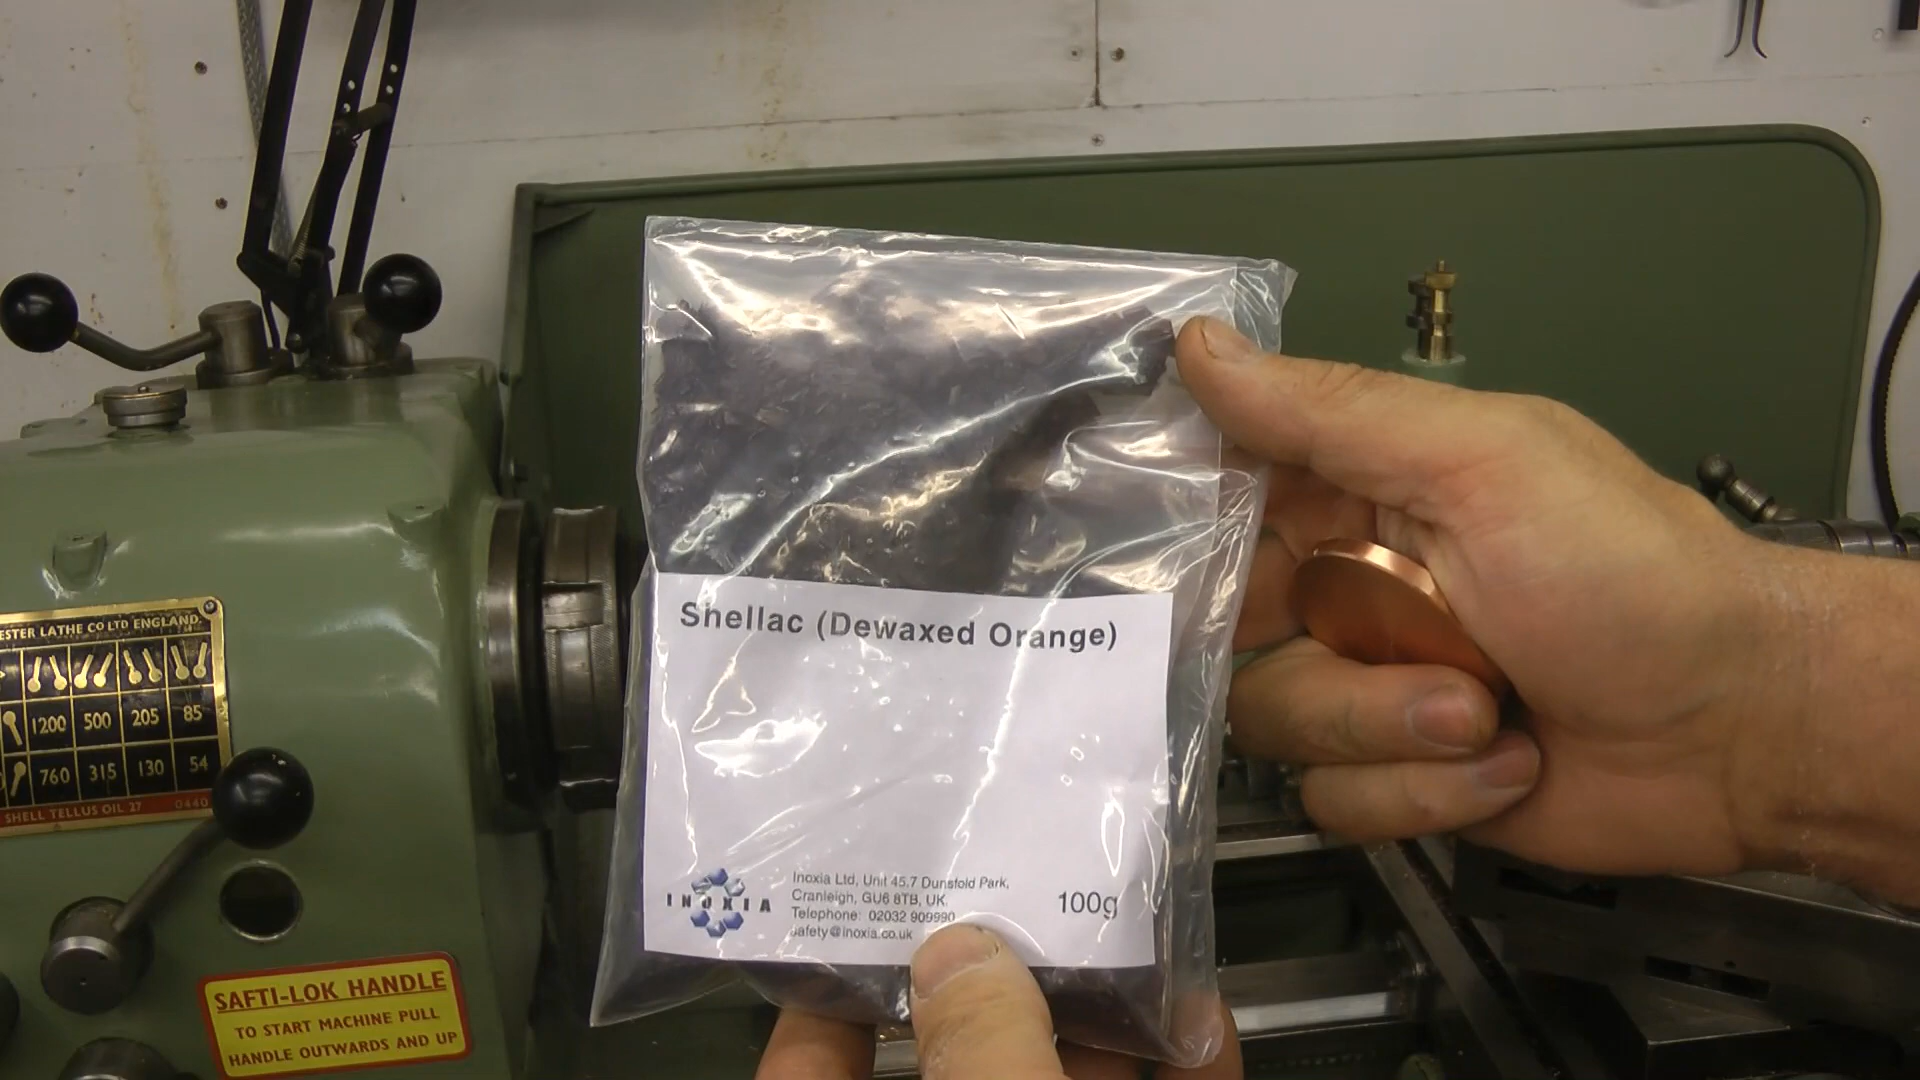 Shellac (Dewaxed Orange)
INOXIA
Inoxia Ltd, Unit 45.7 Dunsfold Park,
Cranleigh, GU6 8TB, UK.
Telephone: 02032 909990
safety@inoxia.co.uk
100g
ESTER LATHE CO LTD ENGLAND.
1200 500 205 85
760 315 130 54
SHELL TELLUS OIL 27 0440
SAFTI-LOK HANDLE
TO START MACHINE PULL
HANDLE OUTWARDS AND UP